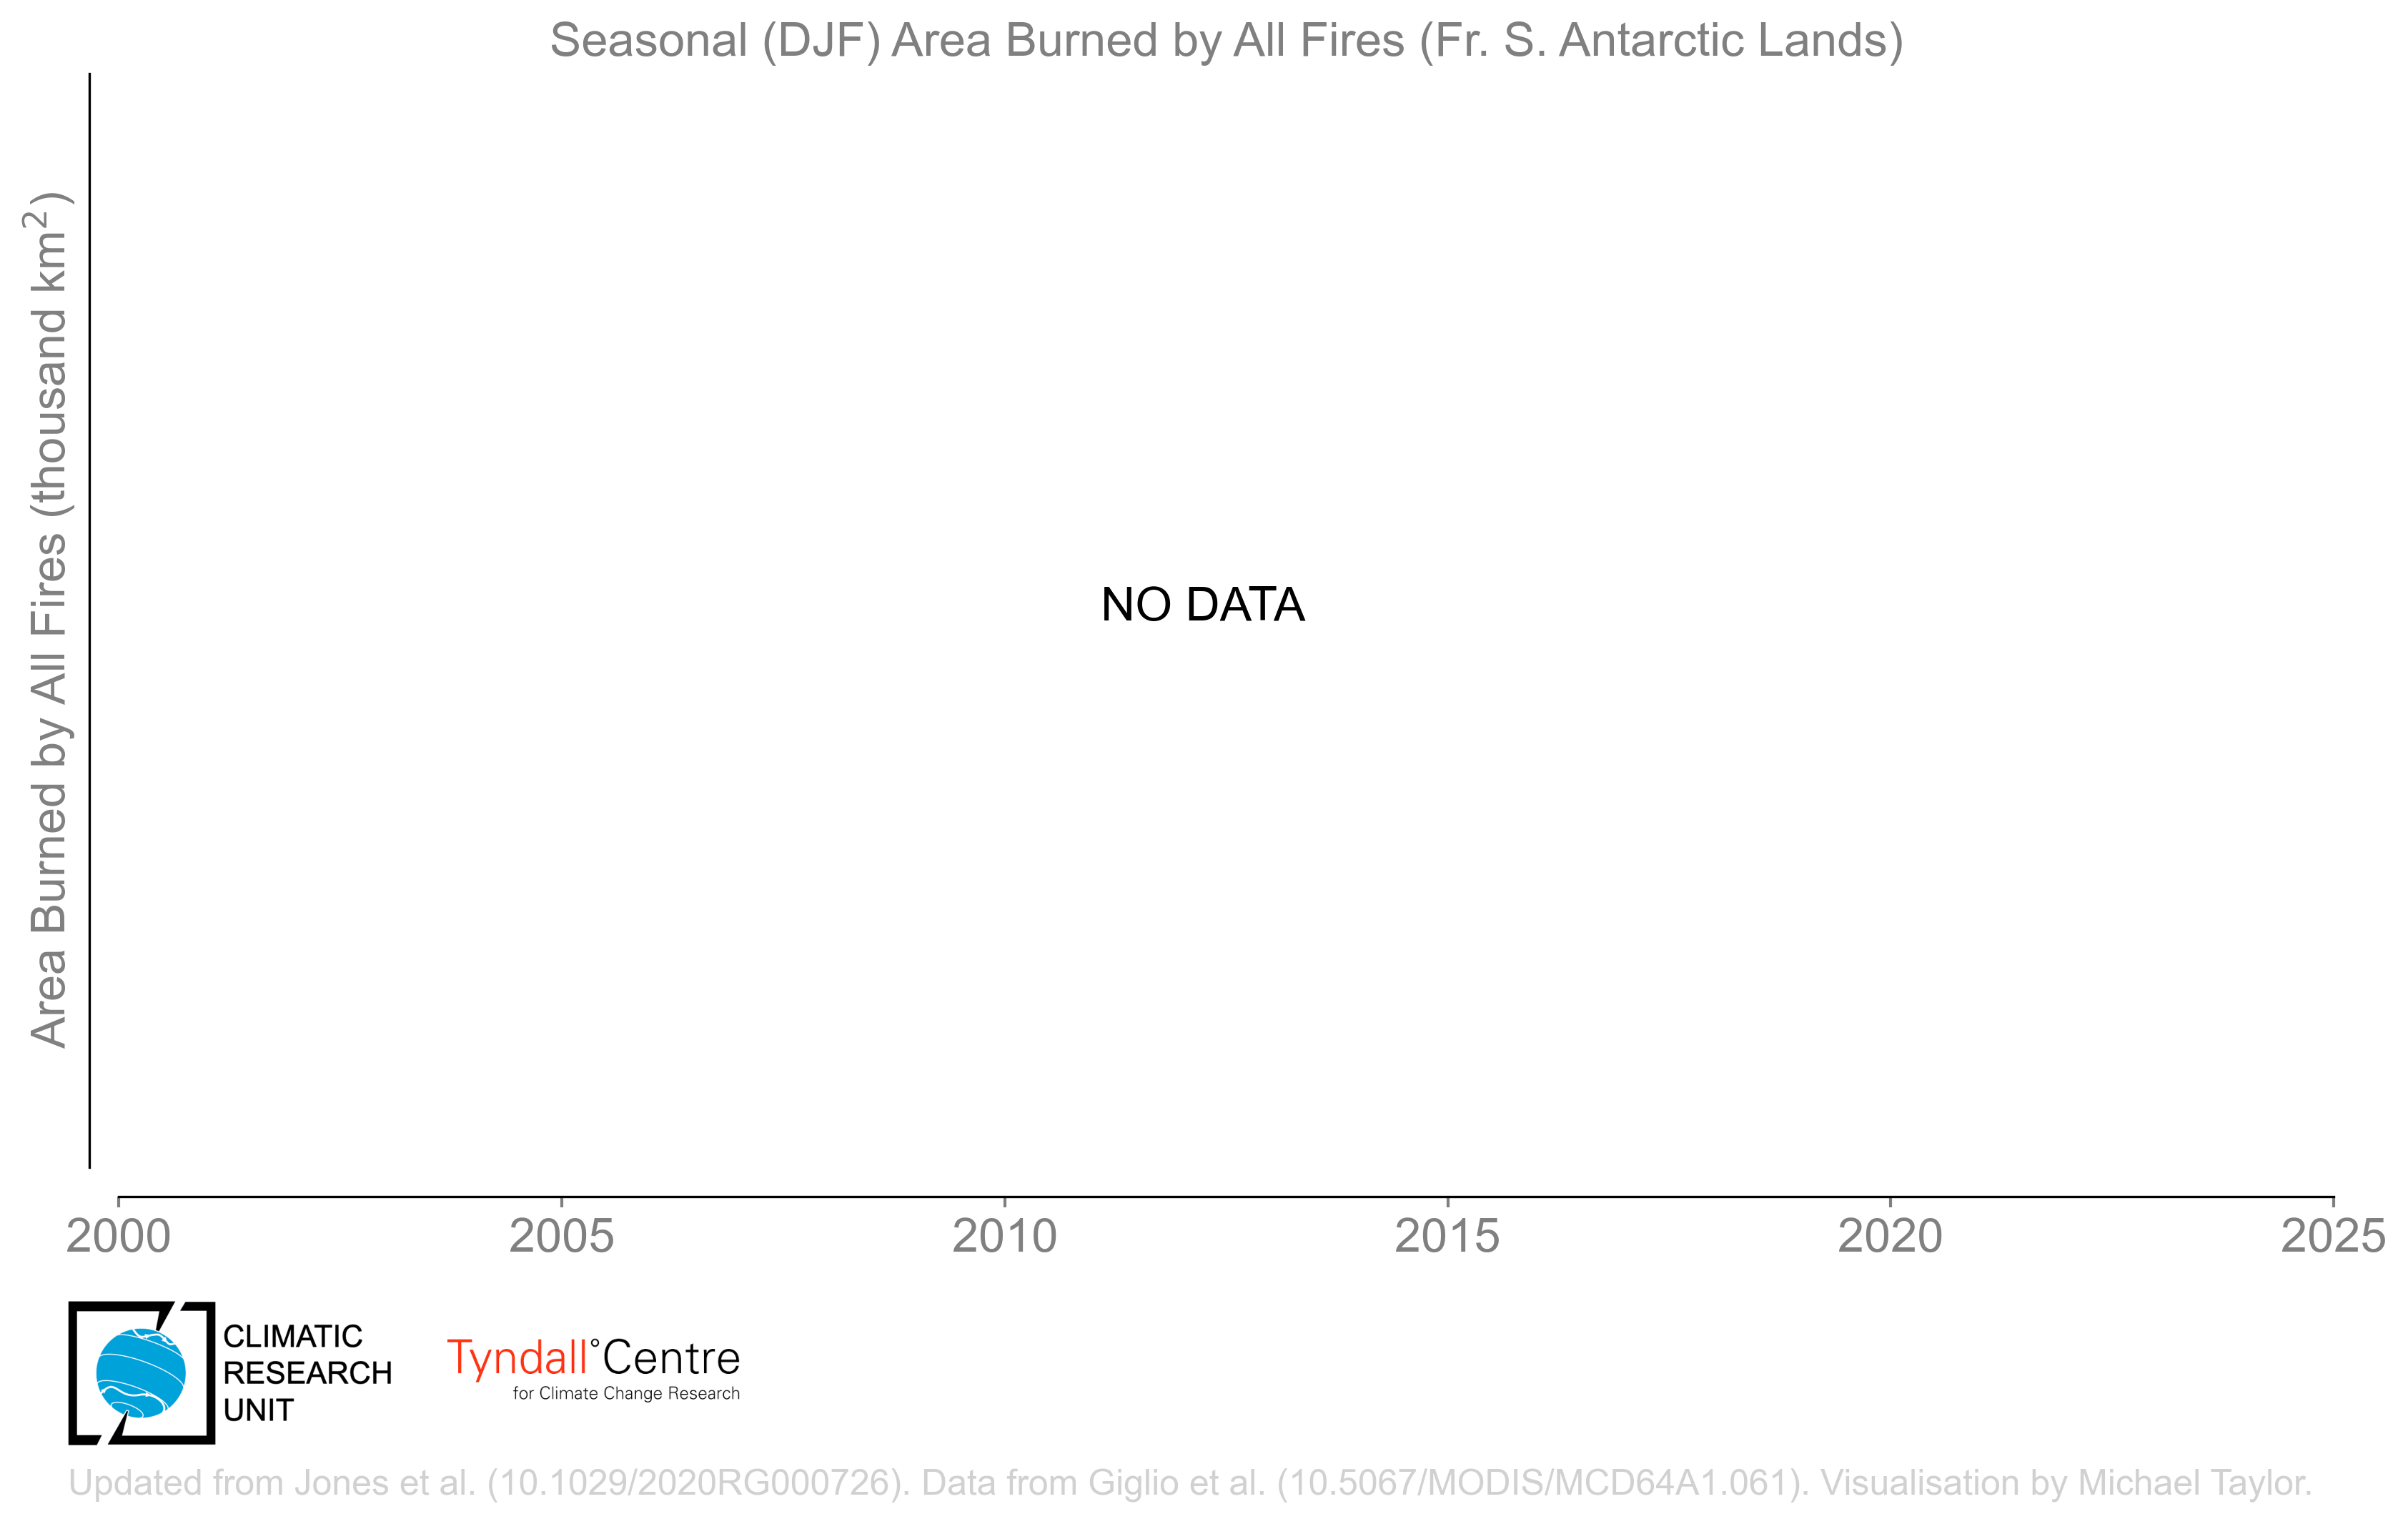 Seasonal (DJF) Area Burned by All Fires (Fr. S. Antarctic Lands)
Area Burned by All Fires (thousand km²)
NO DATA
2000 2005 2010 2015 2020 2025
CLIMATIC
RESEARCH
UNIT
Tyndall°Centre
for Climate Change Research
Updated from Jones et al. (10.1029/2020RG000726). Data from Giglio et al. (10.5067/MODIS/MCD64A1.061). Visualisation by Michael Taylor.